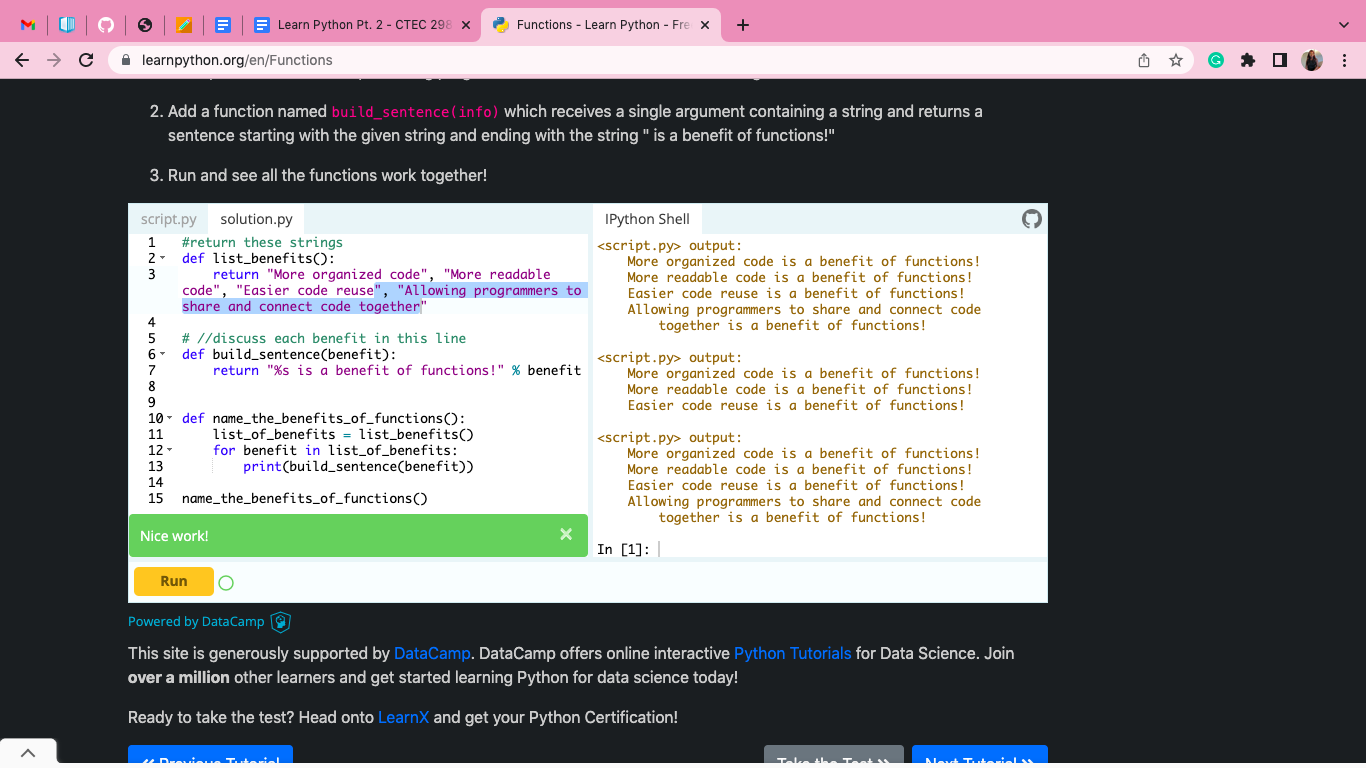 Learn Python Pt. 2 - CTEC 298
Functions - Learn Python - Fre
learnpython.org/en/Functions
2. Add a function named build_sentence(info) which receives a single argument containing a string and returns a
sentence starting with the given string and ending with the string " is a benefit of functions!"
3. Run and see all the functions work together!
script.py
solution.py
1 #return these strings
2 def list_benefits():
3 return "More organized code", "More readable
code", "Easier code reuse", "Allowing programmers to
share and connect code together"
4
5 # //discuss each benefit in this line
6 def build_sentence(benefit):
7 return "%s is a benefit of functions!" % benefit
8
9
10 def name_the_benefits_of_functions():
11 list_of_benefits = list_benefits()
12 for benefit in list_of_benefits:
13 print(build_sentence(benefit))
14
15 name_the_benefits_of_functions()
Nice work!
Run
IPython Shell
<script.py> output:
More organized code is a benefit of functions!
More readable code is a benefit of functions!
Easier code reuse is a benefit of functions!
Allowing programmers to share and connect code
together is a benefit of functions!
<script.py> output:
More organized code is a benefit of functions!
More readable code is a benefit of functions!
Easier code reuse is a benefit of functions!
<script.py> output:
More organized code is a benefit of functions!
More readable code is a benefit of functions!
Easier code reuse is a benefit of functions!
Allowing programmers to share and connect code
together is a benefit of functions!
In [1]:
Powered by DataCamp
This site is generously supported by DataCamp. DataCamp offers online interactive Python Tutorials for Data Science. Join
over a million other learners and get started learning Python for data science today!
Ready to take the test? Head onto LearnX and get your Python Certification!
« Previous Tutorial
Take the Test »
Next Tutorial »